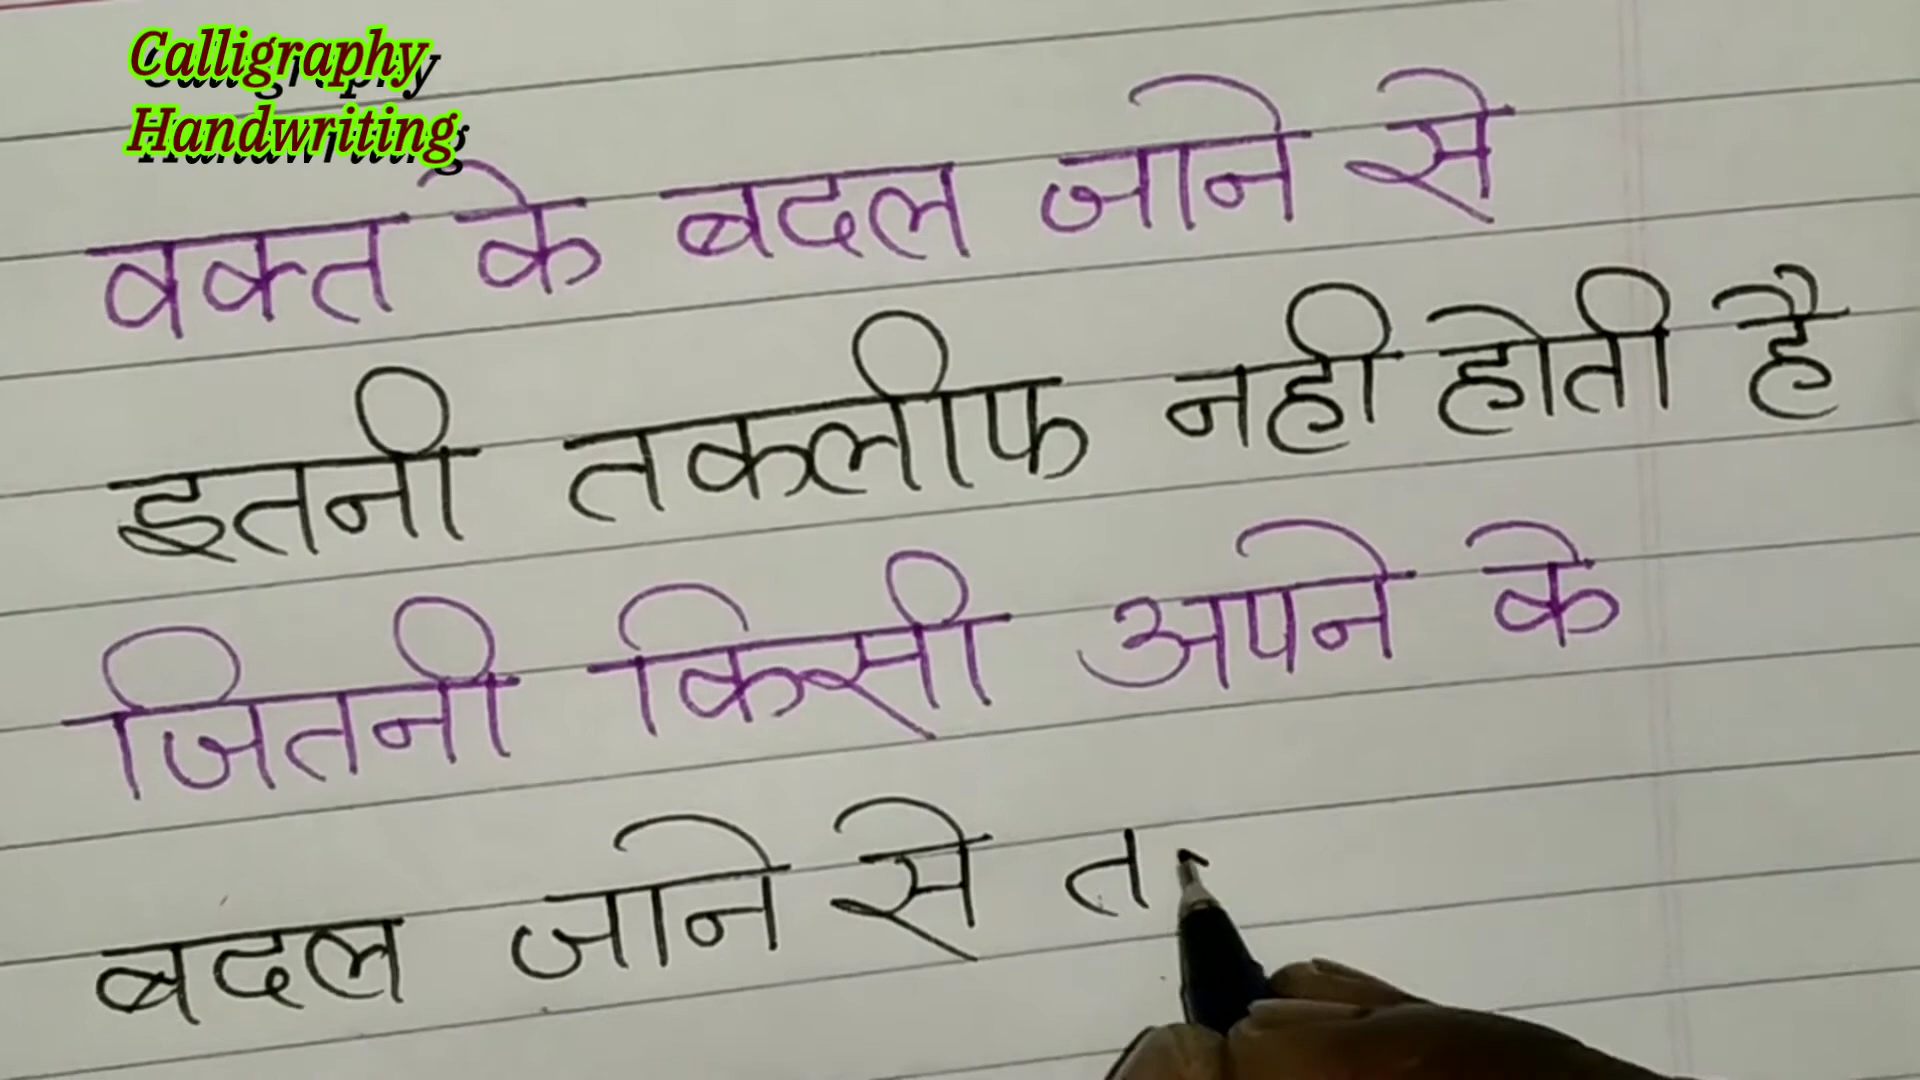 Calligraphy
Handwriting
वक्त के बदल जाने से
इतनी तकलीफ नही होती है
जितनी किसी अपने के
बदल जाने से त